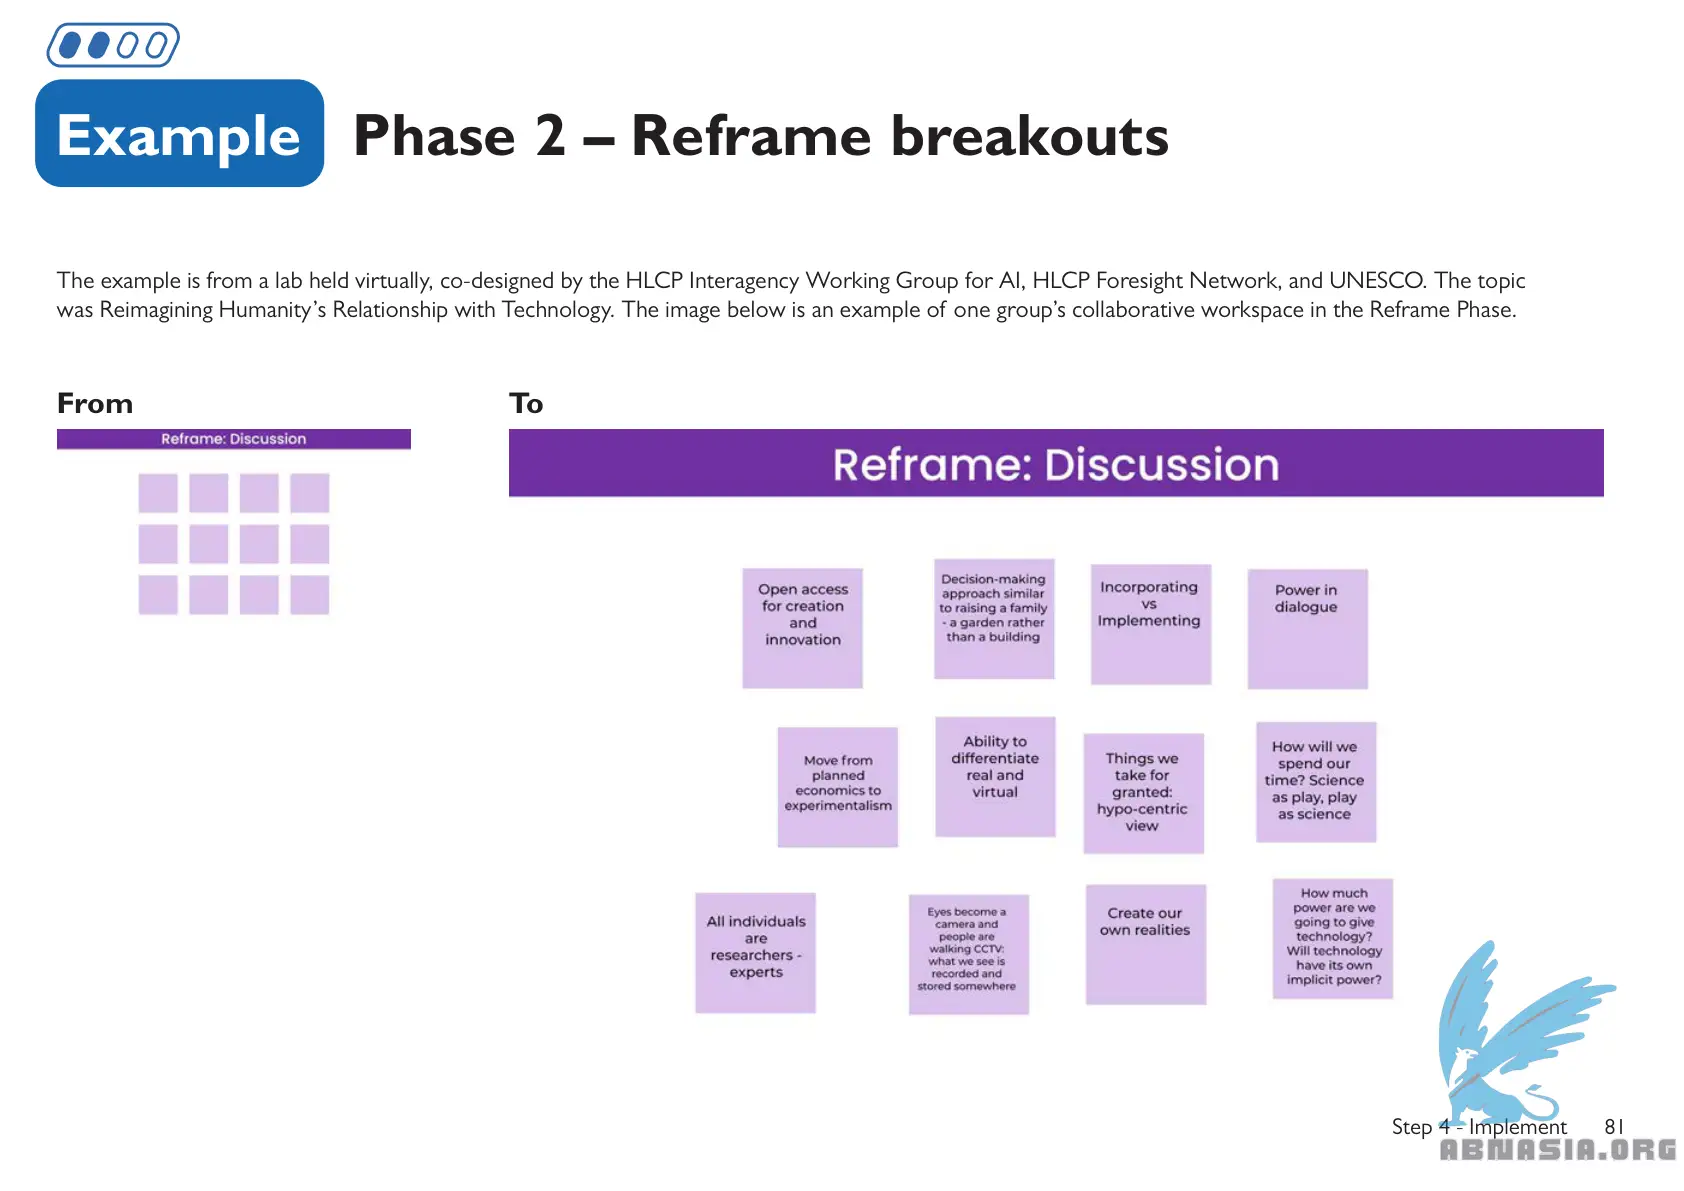 Example
Phase 2 – Reframe breakouts
The example is from a lab held virtually, co-designed by the HLCP Interagency Working Group for AI, HLCP Foresight Network, and UNESCO. The topic
was Reimagining Humanity's Relationship with Technology. The image below is an example of one group's collaborative workspace in the Reframe Phase.
From
Reframe: Discussion
To
Reframe: Discussion
Open access
for creation
and
innovation
Decision-making
approach similar
to raising a family
- a garden rather
than a building
Incorporating
vs
Implementing
Power in
dialogue
Move from
planned
economics to
experimentalism
Ability to
differentiate
real and
virtual
Things we
take for
granted:
hypo-centric
view
How will we
spend our
time? Science
as play, play
as science
All individuals
are
researchers -
experts
Eyes become a
camera and
people are
walking CCTV:
what we see is
recorded and
stored somewhere
Create our
own realities
How much
power are we
going to give
technology?
Will technology
have its own
implicit power?
Step 4 - Implement 81
ABNASIA.ORG